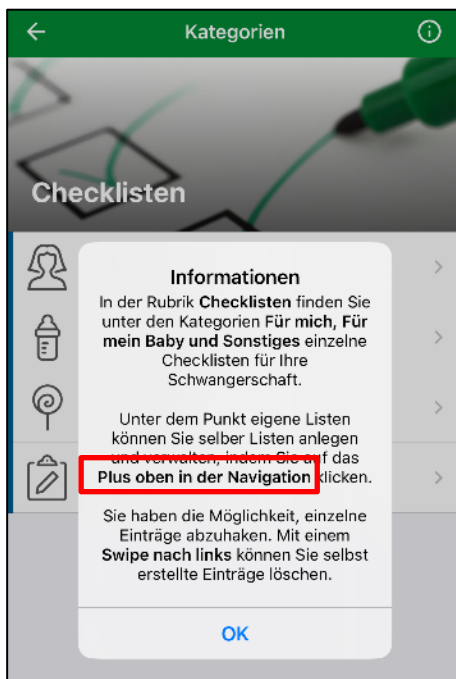 Kategorien
Checklisten
Informationen
In der Rubrik Checklisten finden Sie
unter den Kategorien Für mich, Für
mein Baby und Sonstiges einzelne
Checklisten für Ihre
Schwangerschaft.
Unter dem Punkt eigene Listen
können Sie selber Listen anlegen
und verwalten, indem Sie auf das
Plus oben in der Navigation klicken.
Sie haben die Möglichkeit, einzelne
Einträge abzuhaken. Mit einem
Swipe nach links können Sie selbst
erstellte Einträge löschen.
OK